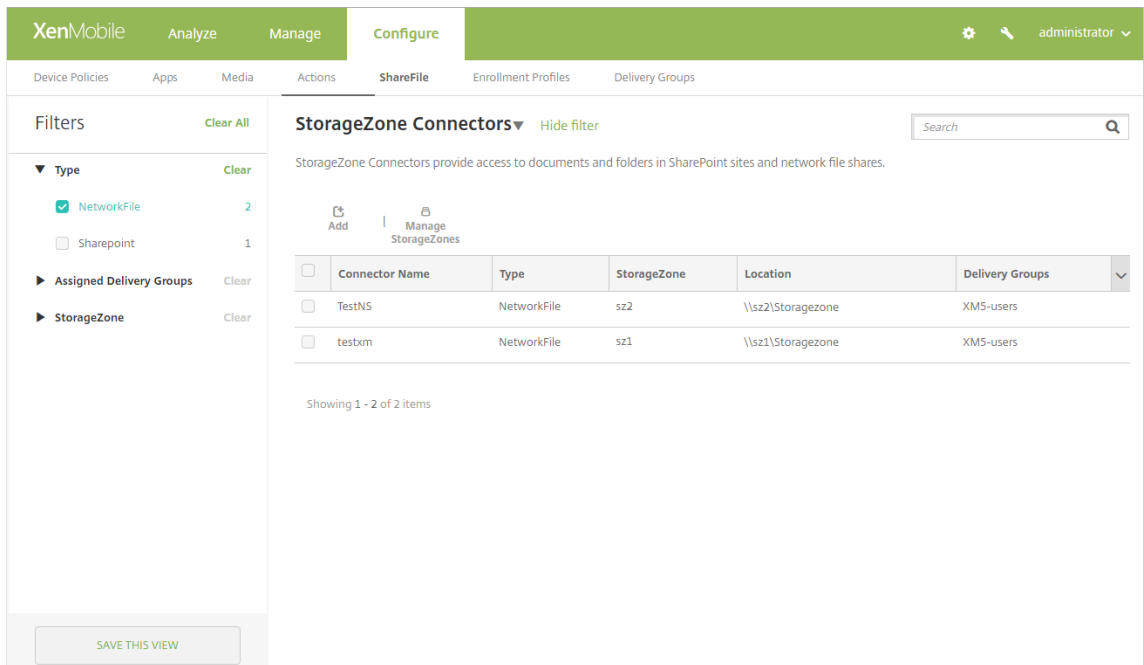 XenMobile Analyze Manage Configure administrator
Device Policies Apps Media Actions ShareFile Enrollment Profiles Delivery Groups
Filters Clear All
Type Clear
NetworkFile 2
Sharepoint 1
Assigned Delivery Groups Clear
StorageZone Clear
SAVE THIS VIEW
StorageZone Connectors Hide filter Search
StorageZone Connectors provide access to documents and folders in SharePoint sites and network file shares.
Add | Manage
StorageZones
Connector Name Type StorageZone Location Delivery Groups
TestNS NetworkFile sz2 \\sz2\Storagezone XM5-users
testxm NetworkFile sz1 \\sz1\Storagezone XM5-users
Showing 1 - 2 of 2 items